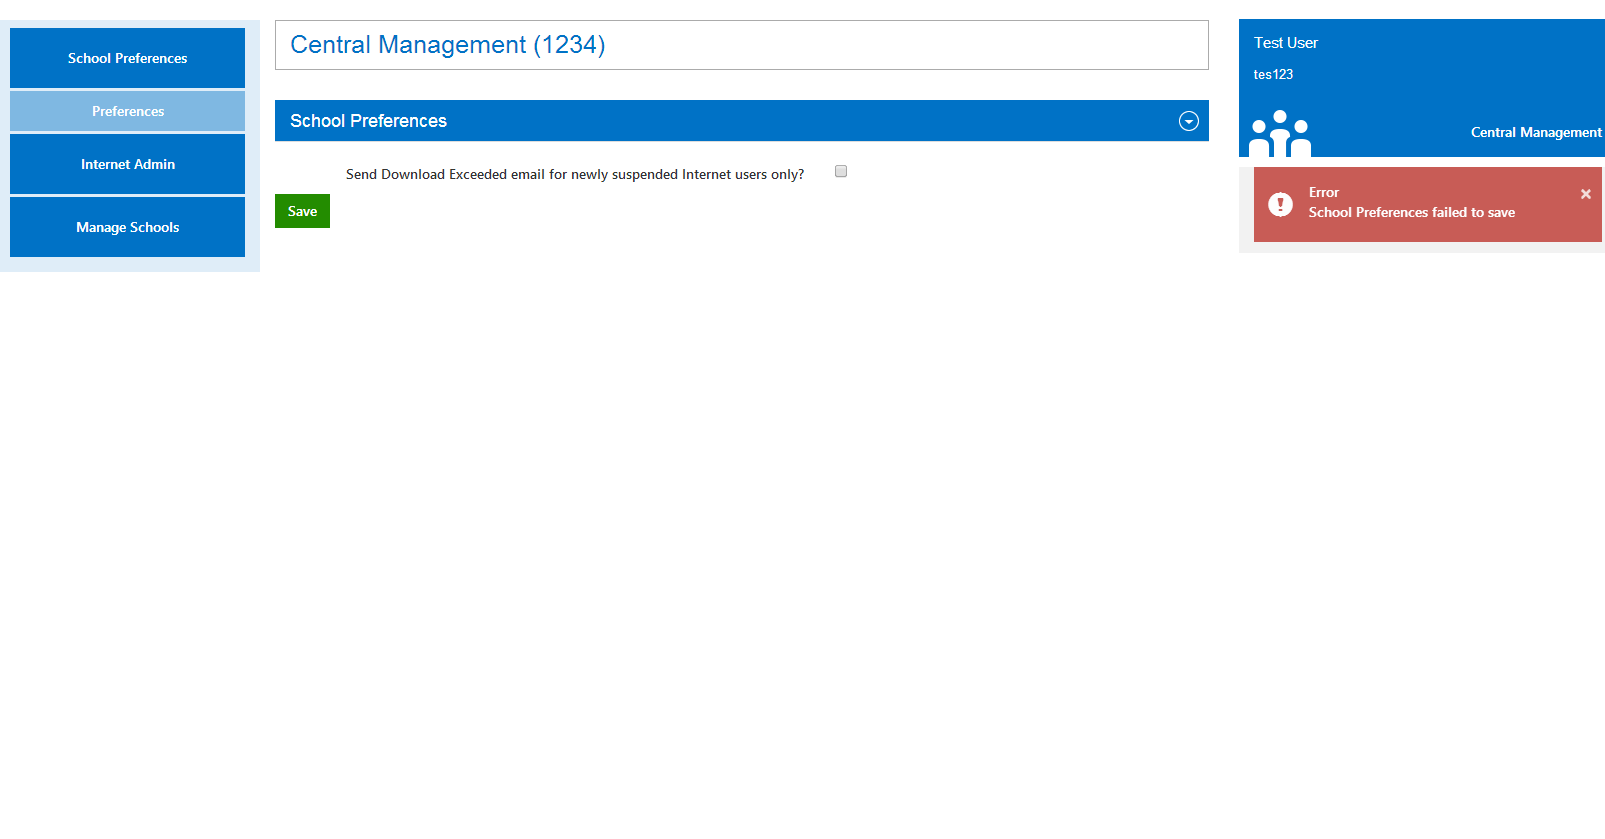 School Preferences
Preferences
Internet Admin
Manage Schools
Central Management (1234)
School Preferences
Send Download Exceeded email for newly suspended Internet users only?
Save
Test User
tes123
Central Management
Error
School Preferences failed to save